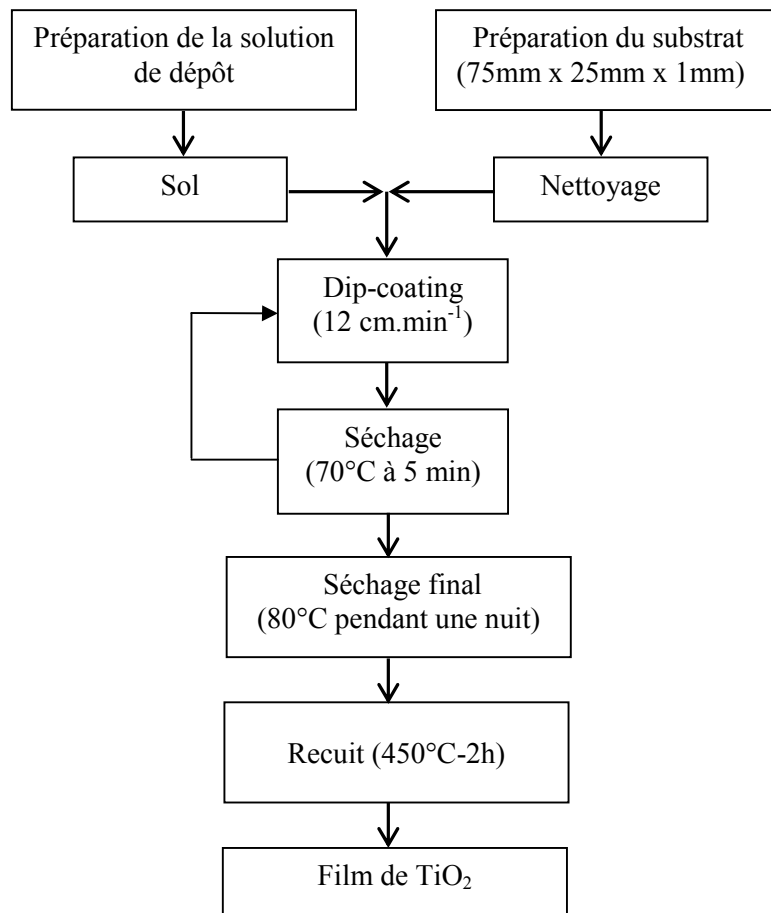 Préparation de la solution
de dépôt
Préparation du substrat
(75mm x 25mm x 1mm)
Sol
Nettoyage
Dip-coating
(12 cm.min⁻¹)
Séchage
(70°C à 5 min)
Séchage final
(80°C pendant une nuit)
Recuit (450°C-2h)
Film de TiO₂